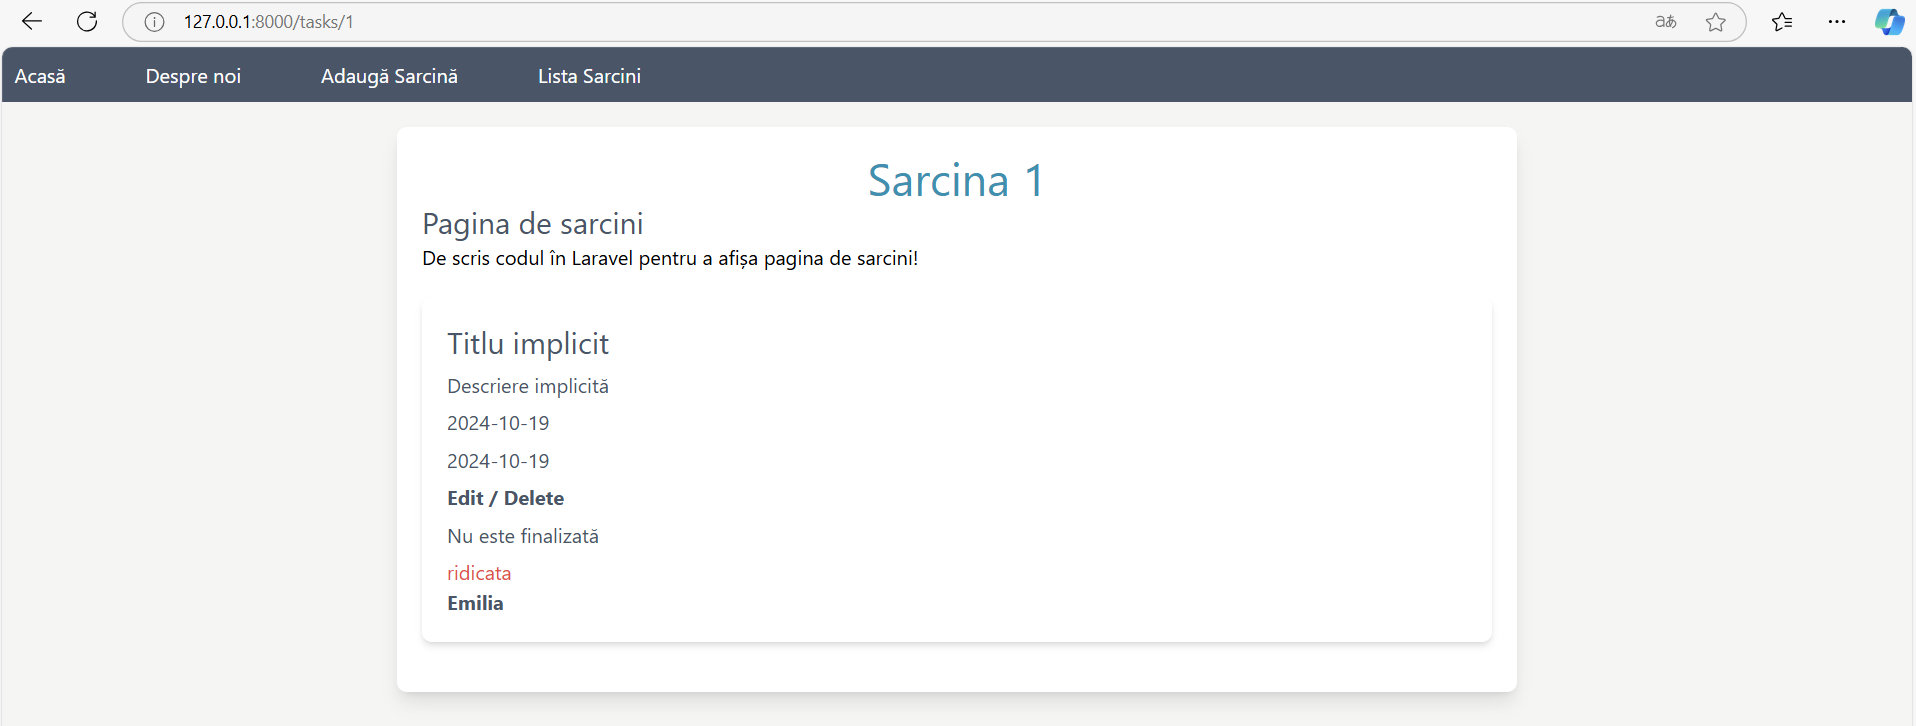 127.0.0.1:8000/tasks/1
aあ
Acasă Despre noi Adaugă Sarcină Lista Sarcini
Sarcina 1
Pagina de sarcini
De scris codul în Laravel pentru a afișa pagina de sarcini!
Titlu implicit
Descriere implicită
2024-10-19
2024-10-19
Edit / Delete
Nu este finalizată
ridicata
Emilia